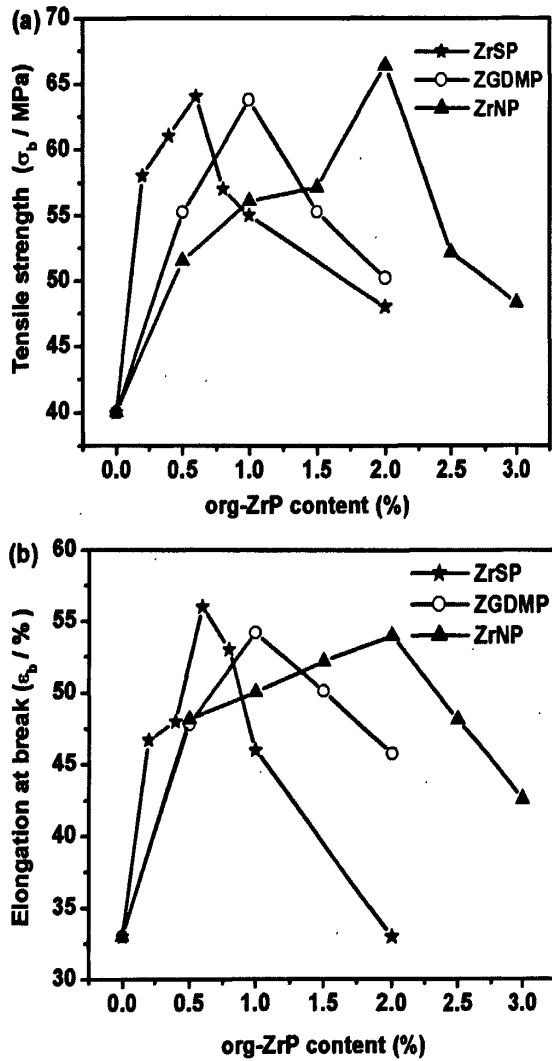 (a)
70
65
60
55
50
45
40
Tensile strength (σb / MPa)
ZrSP
ZGDMP
ZrNP
0.0 0.5 1.0 1.5 2.0 2.5 3.0
org-ZrP content (%)
(b)
60
55
50
45
40
35
30
Elongation at break (εb / %)
ZrSP
ZGDMP
ZrNP
0.0 0.5 1.0 1.5 2.0 2.5 3.0
org-ZrP content (%)